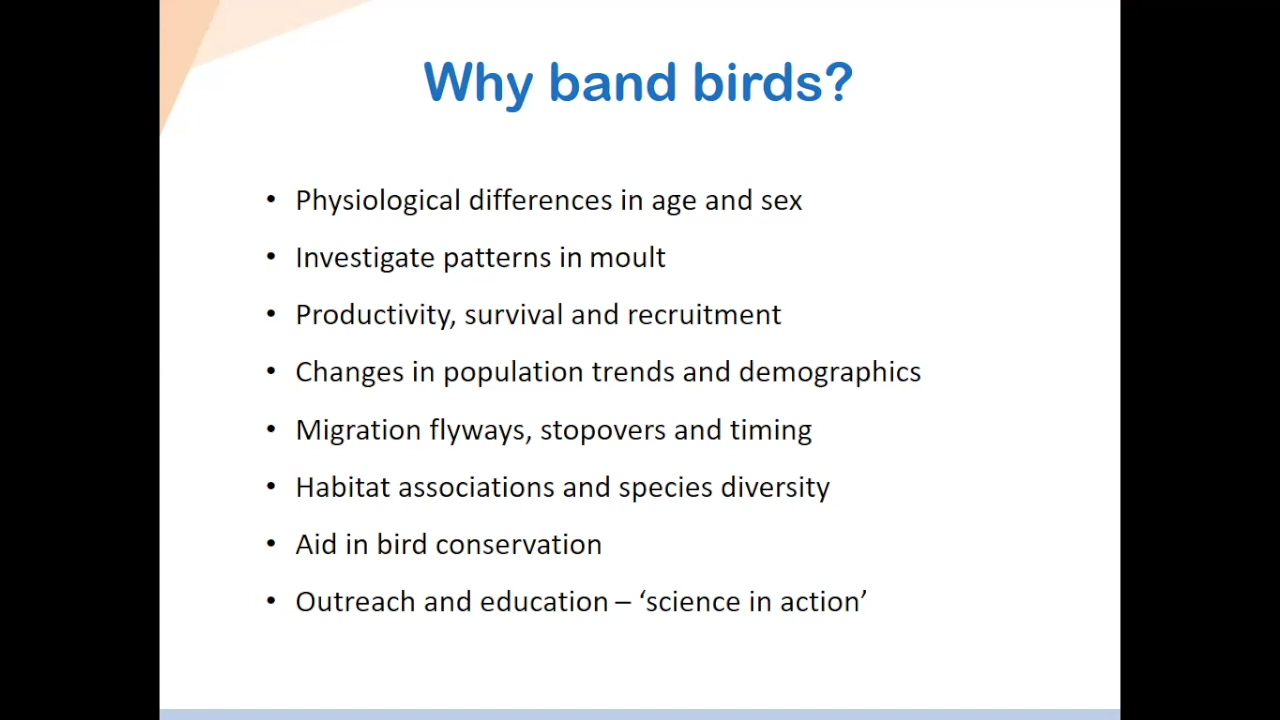 Why band birds?
• Physiological differences in age and sex
• Investigate patterns in moult
• Productivity, survival and recruitment
• Changes in population trends and demographics
• Migration flyways, stopovers and timing
• Habitat associations and species diversity
• Aid in bird conservation
• Outreach and education – ‘science in action’